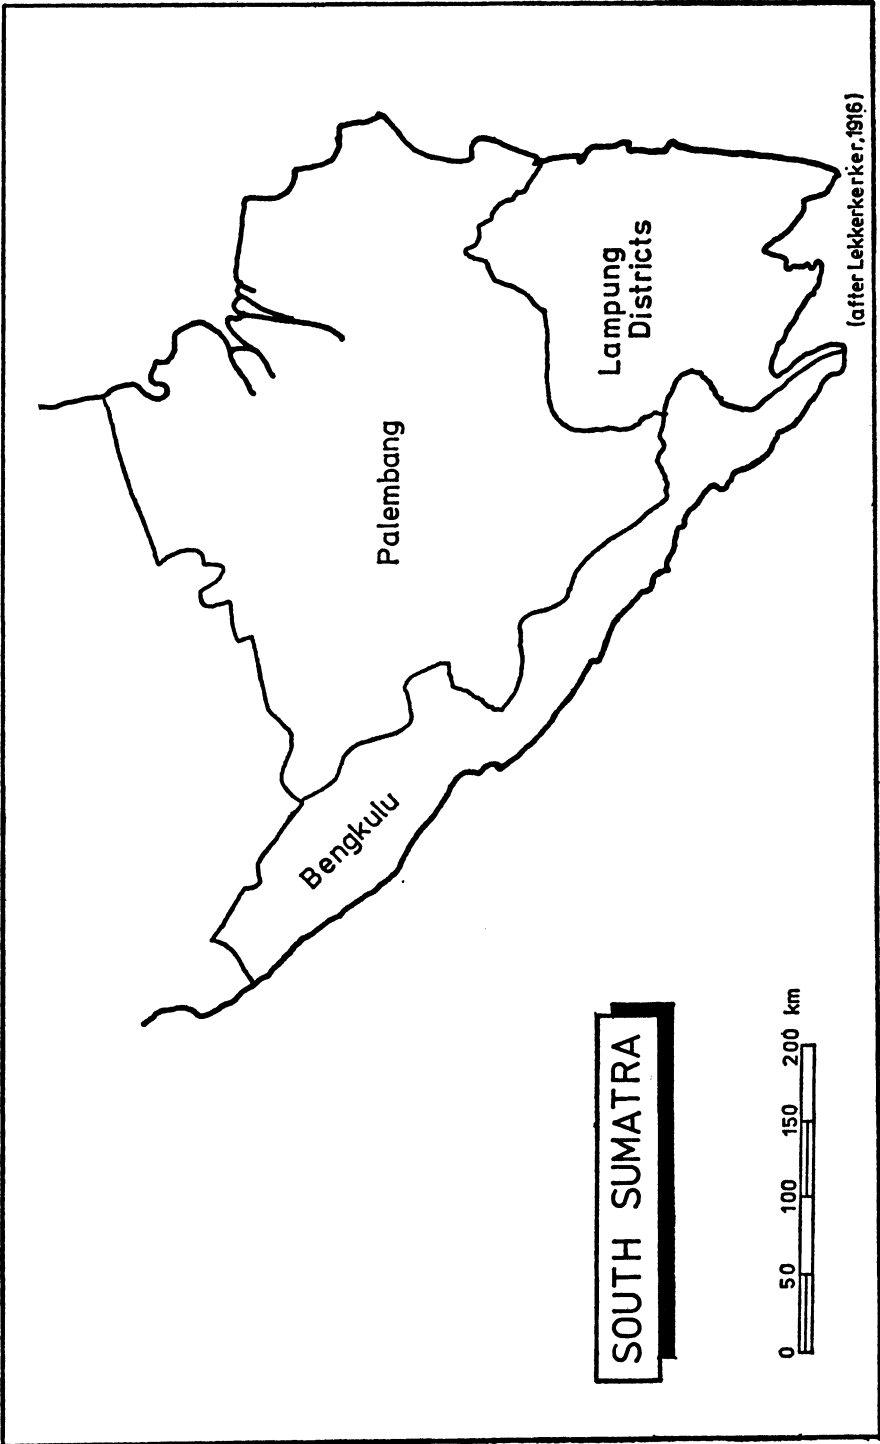 Palembang
Lampung
Districts
Bengkulu
SOUTH SUMATRA
0 50 100 150 200 km
(after Lekkerkerker,1916)